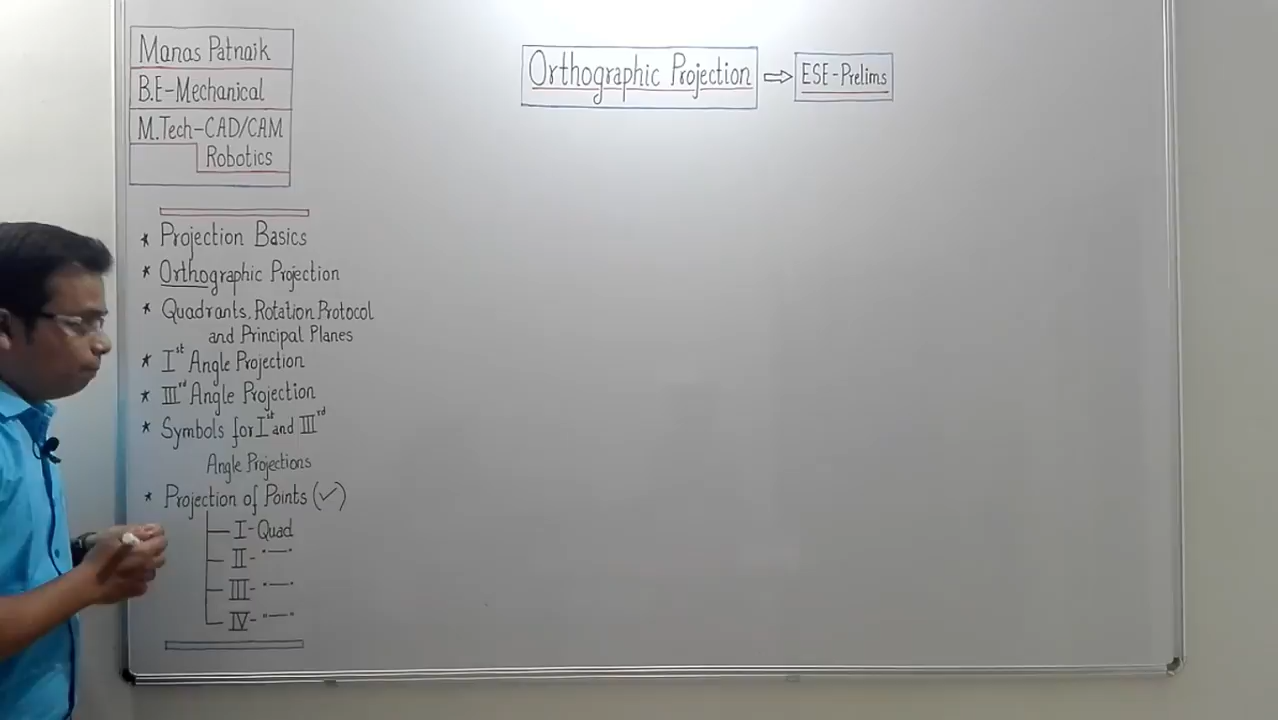 Manas Patnaik
B.E-Mechanical
M.Tech-CAD/CAM
Robotics
Orthographic Projection ⇒ ESE-Prelims
* Projection Basics
* Orthographic Projection
* Quadrants, Rotation Protocol
and Principal Planes
* Ist Angle Projection
* IIIrd Angle Projection
* Symbols for Ist and IIIrd
Angle Projections
* Projection of Points (✓)
I-Quad
II- "—"
III- "—"
IV- "—"